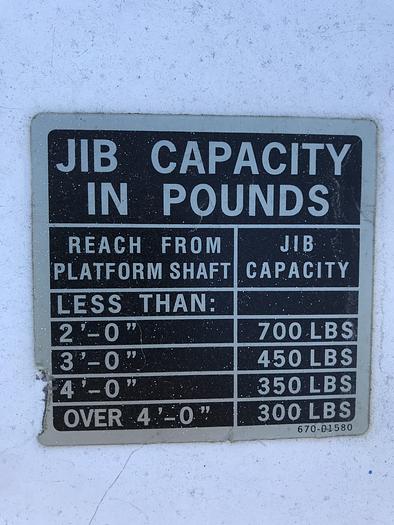 JIB CAPACITY
IN POUNDS
REACH FROM
PLATFORM SHAFT
JIB
CAPACITY
LESS THAN:
2'-0" 700 LBS
3'-0" 450 LBS
4'-0" 350 LBS
OVER 4'-0" 300 LBS
670-01580